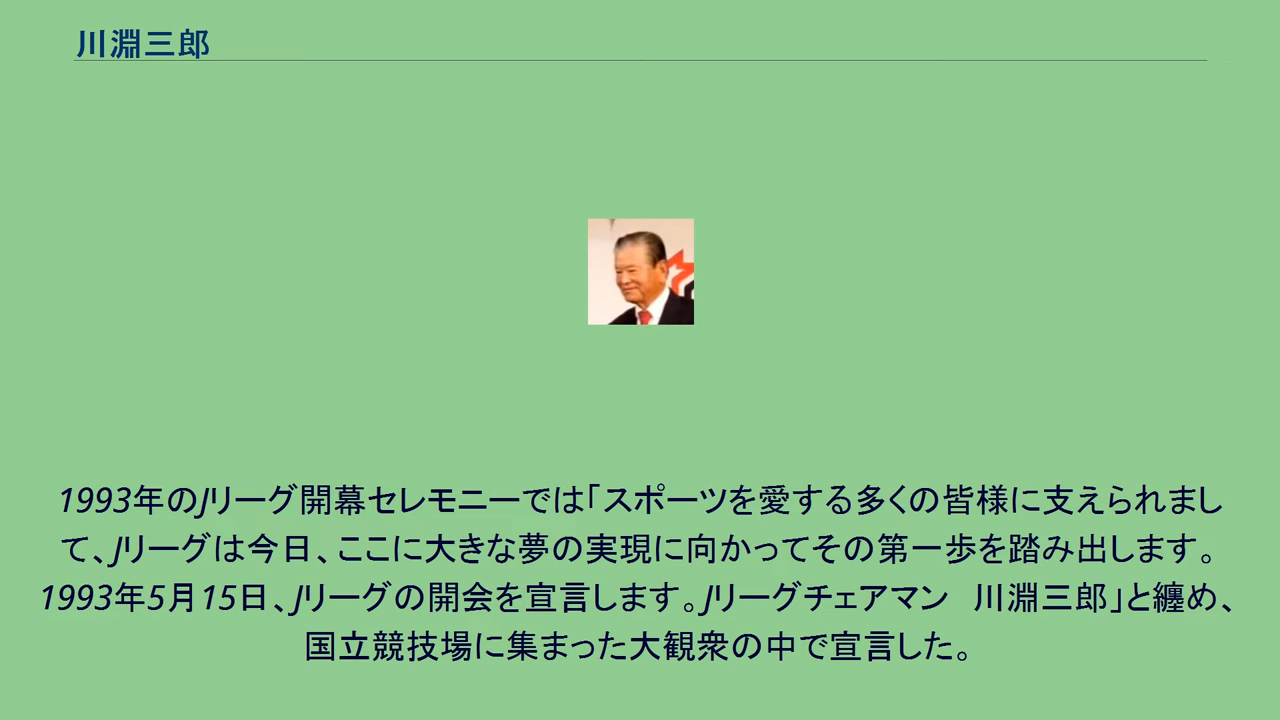 川淵三郎
1993年のJリーグ開幕セレモニーでは「スポーツを愛する多くの皆様に支えられまし
て、Jリーグは今日、ここに大きな夢の実現に向かってその第一歩を踏み出します。
1993年5月15日、Jリーグの開会を宣言します。Jリーグチェアマン　川淵三郎」と纏め、
国立競技場に集まった大観衆の中で宣言した。